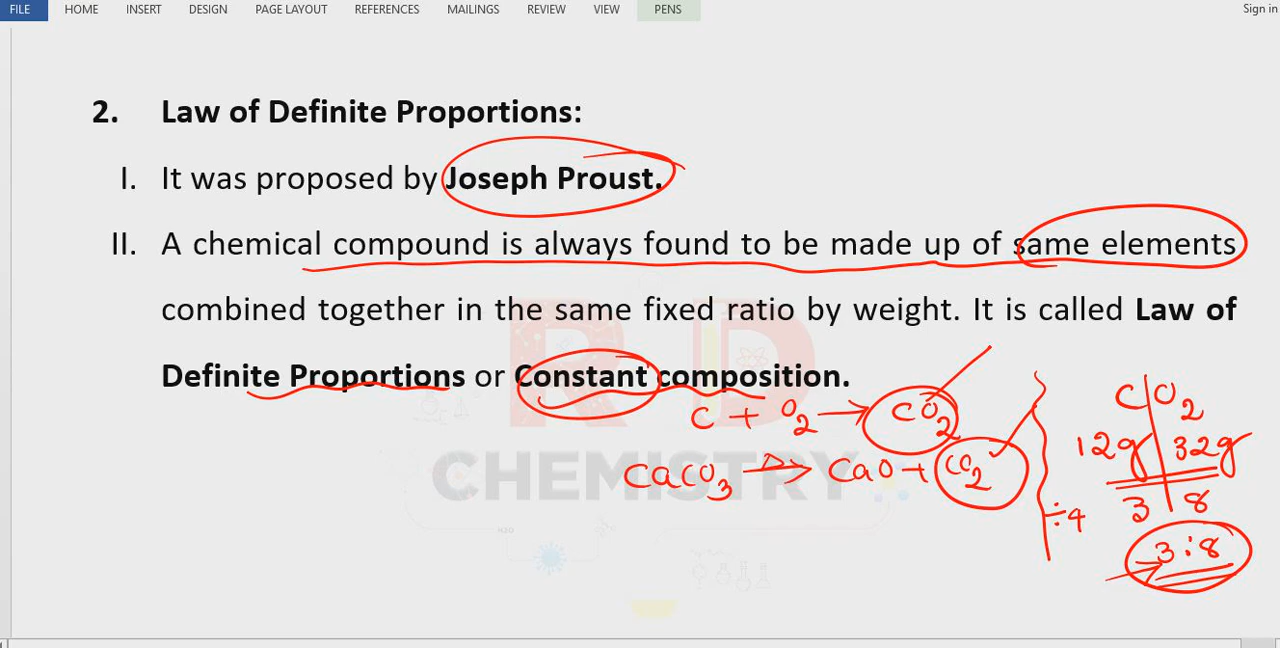 FILE HOME INSERT DESIGN PAGE LAYOUT REFERENCES MAILINGS REVIEW VIEW PENS Sign in
2. Law of Definite Proportions:
I. It was proposed by Joseph Proust.
II. A chemical compound is always found to be made up of same elements
combined together in the same fixed ratio by weight. It is called Law of
Definite Proportions or Constant composition.
C + O2 → CO2
CaCO3 →Δ CaO + CO2
C | O2
12g | 32g
÷4 3 | 8
3:8
RD
CHEMISTRY
H2O